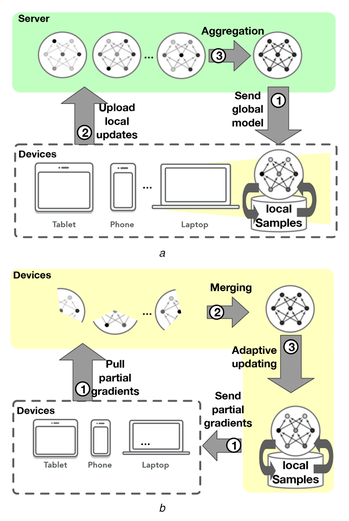 Server
Aggregation
...
③
Send
global
model
①
Upload
local
updates
②
Devices
...
local
Samples
Tablet
Phone
Laptop
a
Devices
Merging
...
②
Adaptive
updating
③
Pull
partial
gradients
①
Send
partial
gradients
①
Devices
...
local
Samples
Tablet
Phone
Laptop
b